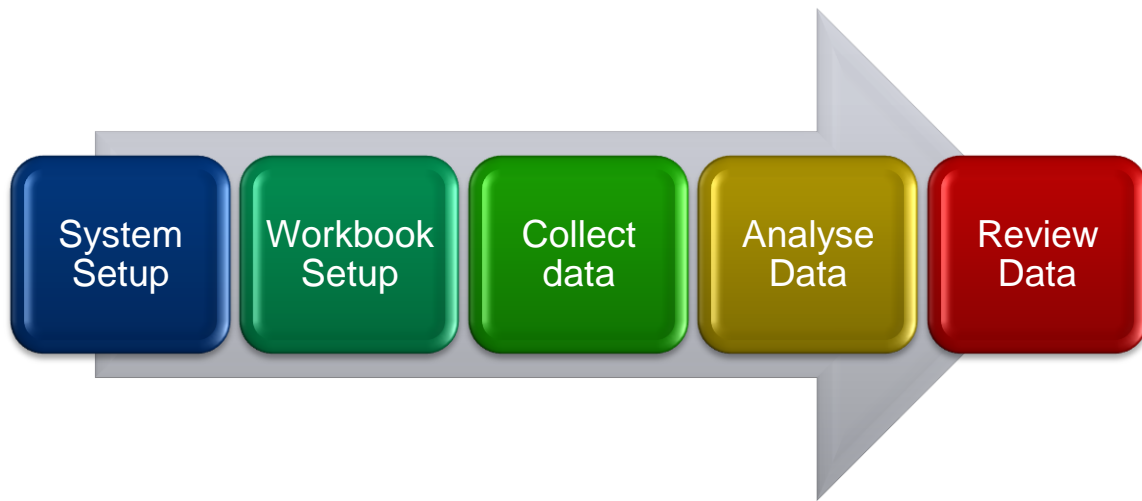 System
Setup
Workbook
Setup
Collect
data
Analyse
Data
Review
Data